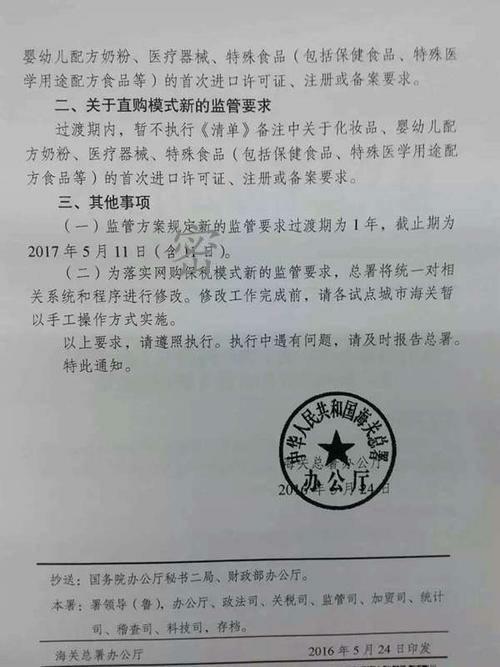 婴幼儿配方奶粉、医疗器械、特殊食品（包括保健食品、特殊医
学用途配方食品等）的首次进口许可证、注册或备案要求。
二、关于直购模式新的监管要求
过渡期内，暂不执行《清单》备注中关于化妆品、婴幼儿配
方奶粉、医疗器械、特殊食品（包括保健食品、特殊医学用途配
方食品等）的首次进口许可证、注册或备案要求。
三、其他事项
（一）监管方案规定新的监管要求过渡期为 1 年，截止期为
2017 年 5 月 11 日（含 11 日）。
密
（二）为落实网购保税模式新的监管要求，总署将统一对相
关系统和程序进行修改。修改工作完成前，请各试点城市海关暂
以手工操作方式实施。
以上要求，请遵照执行。执行中遇有问题，请及时报告总署。
特此通知。
中华人民共和国海关总署
办公厅
海关总署办公厅
2016 年 5 月 24 日
抄送：国务院办公厅秘书二局、财政部办公厅。
本署：署领导（鲁），办公厅、政法司、关税司、监管司、加贸司、统计
司、稽查司、科技司，存档。
海关总署办公厅 2016 年 5 月 24 日印发